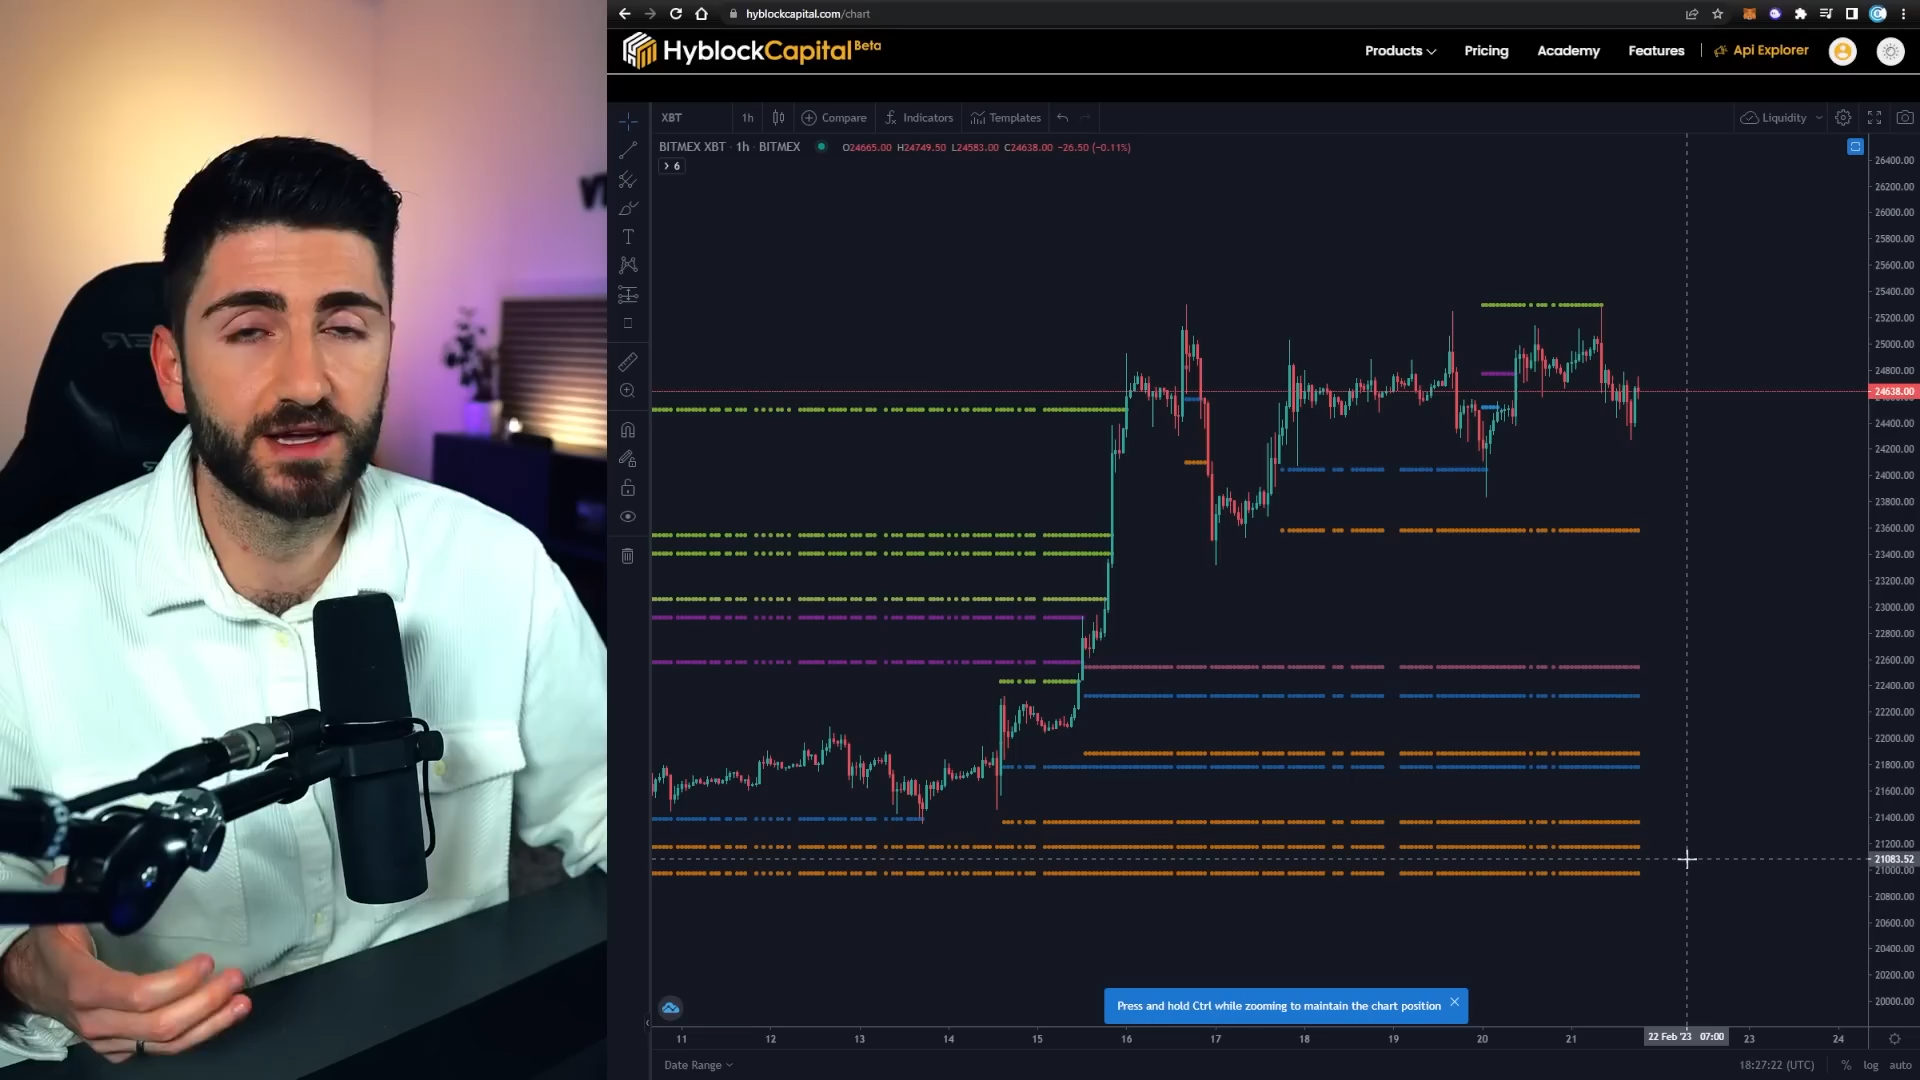 hyblockcapital.com/chart
HyblockCapital Beta
Products
Pricing
Academy
Features
Api Explorer
XBT
1h
Compare
Indicators
Templates
Liquidity
BITMEX XBT · 1h · BITMEX
O24665.00 H24749.50 L24583.00 C24638.00 −26.50 (−0.11%)
6
26400.00
26200.00
26000.00
25800.00
25600.00
25400.00
25200.00
25000.00
24800.00
24638.00
24400.00
24200.00
24000.00
23800.00
23600.00
23400.00
23200.00
23000.00
22800.00
22600.00
22400.00
22200.00
22000.00
21800.00
21600.00
21400.00
21200.00
21083.52
21000.00
20800.00
20600.00
20400.00
20200.00
20000.00
Press and hold Ctrl while zooming to maintain the chart position
11
12
13
14
15
16
17
18
19
20
21
22 Feb '23 07:00
23
24
Date Range
18:27:22 (UTC)
%
log
auto